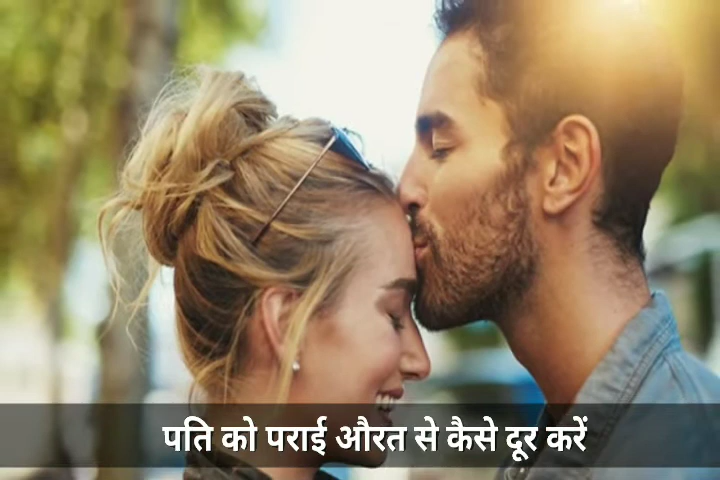 पति को पराई औरत से कैसे दूर करें